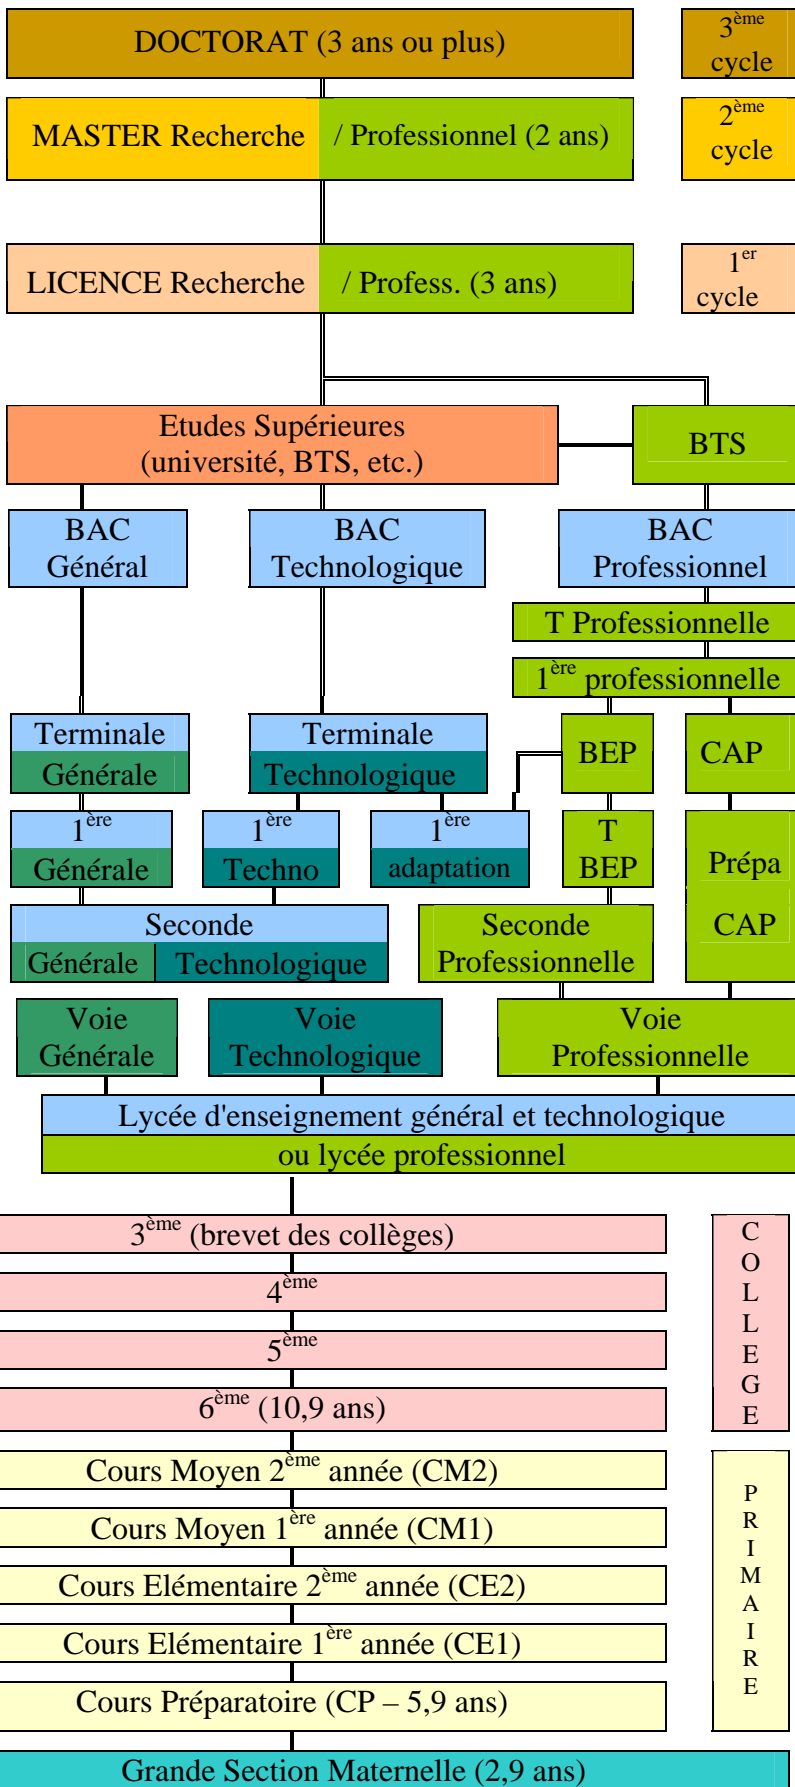 DOCTORAT (3 ans ou plus)
3ème
cycle
MASTER Recherche / Professionnel (2 ans)
2ème
cycle
LICENCE Recherche / Profess. (3 ans)
1er
cycle
Etudes Supérieures
(université, BTS, etc.)
BTS
BAC
Général
BAC
Technologique
BAC
Professionnel
T Professionnelle
1ère professionnelle
Terminale
Générale
Terminale
Technologique
BEP
CAP
1ère
Générale
1ère
Techno
1ère
adaptation
T
BEP
Prépa
CAP
Seconde
Générale
Technologique
Seconde
Professionnelle
Voie
Générale
Voie
Technologique
Voie
Professionnelle
Lycée d'enseignement général et technologique
ou lycée professionnel
3ème (brevet des collèges)
4ème
5ème
6ème (10,9 ans)
C
O
L
L
E
G
E
Cours Moyen 2ème année (CM2)
Cours Moyen 1ère année (CM1)
Cours Elémentaire 2ème année (CE2)
Cours Elémentaire 1ère année (CE1)
Cours Préparatoire (CP – 5,9 ans)
P
R
I
M
A
I
R
E
Grande Section Maternelle (2,9 ans)